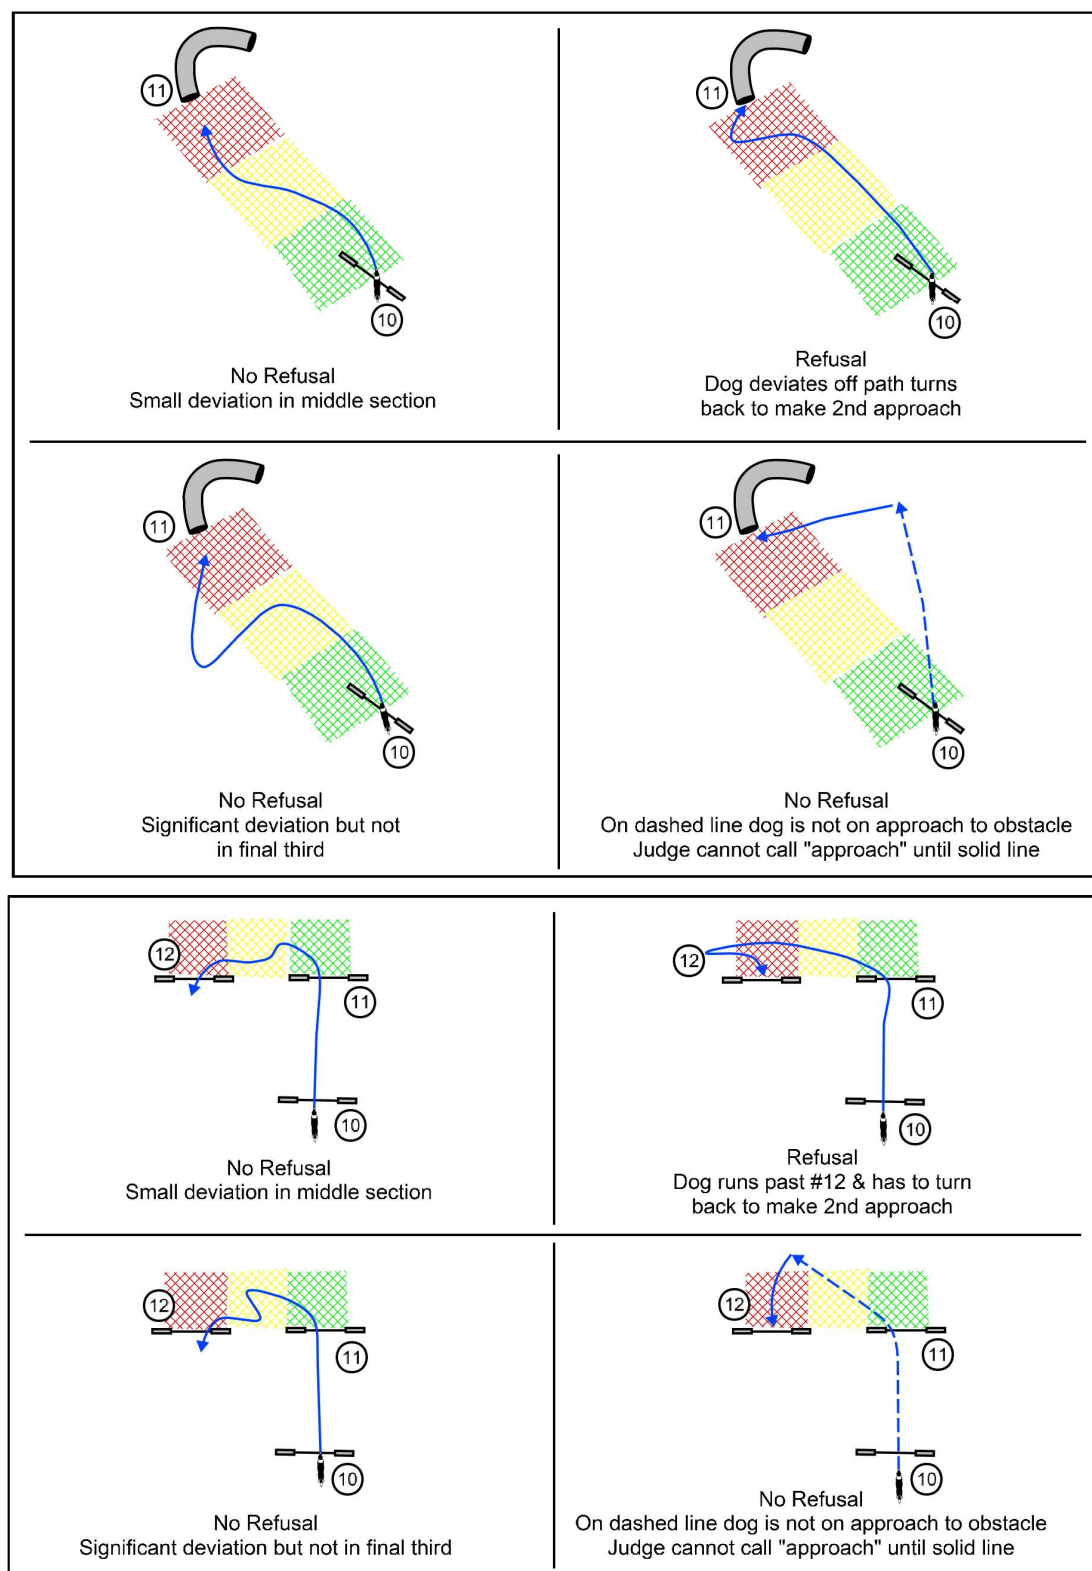 11
10
No Refusal
Small deviation in middle section
11
10
Refusal
Dog deviates off path turns
back to make 2nd approach
11
10
No Refusal
Significant deviation but not
in final third
11
10
No Refusal
On dashed line dog is not on approach to obstacle
Judge cannot call "approach" until solid line
12
11
10
No Refusal
Small deviation in middle section
12
11
10
Refusal
Dog runs past #12 & has to turn
back to make 2nd approach
12
11
10
No Refusal
Significant deviation but not in final third
12
11
10
No Refusal
On dashed line dog is not on approach to obstacle
Judge cannot call "approach" until solid line